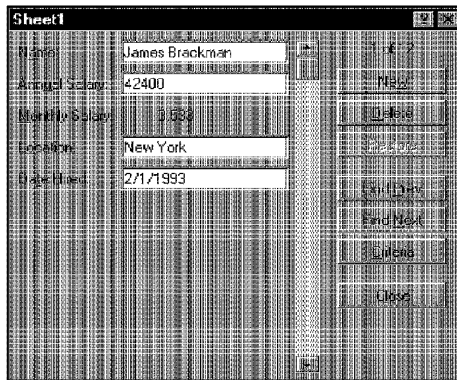 Sheet1
Name: James Brackman
1 of 2
Annual Salary: 42400
New
Monthly Salary: 3,533
Delete
Location: New York
Restore
Date Hired: 2/1/1993
Find Prev
Find Next
Criteria
Close